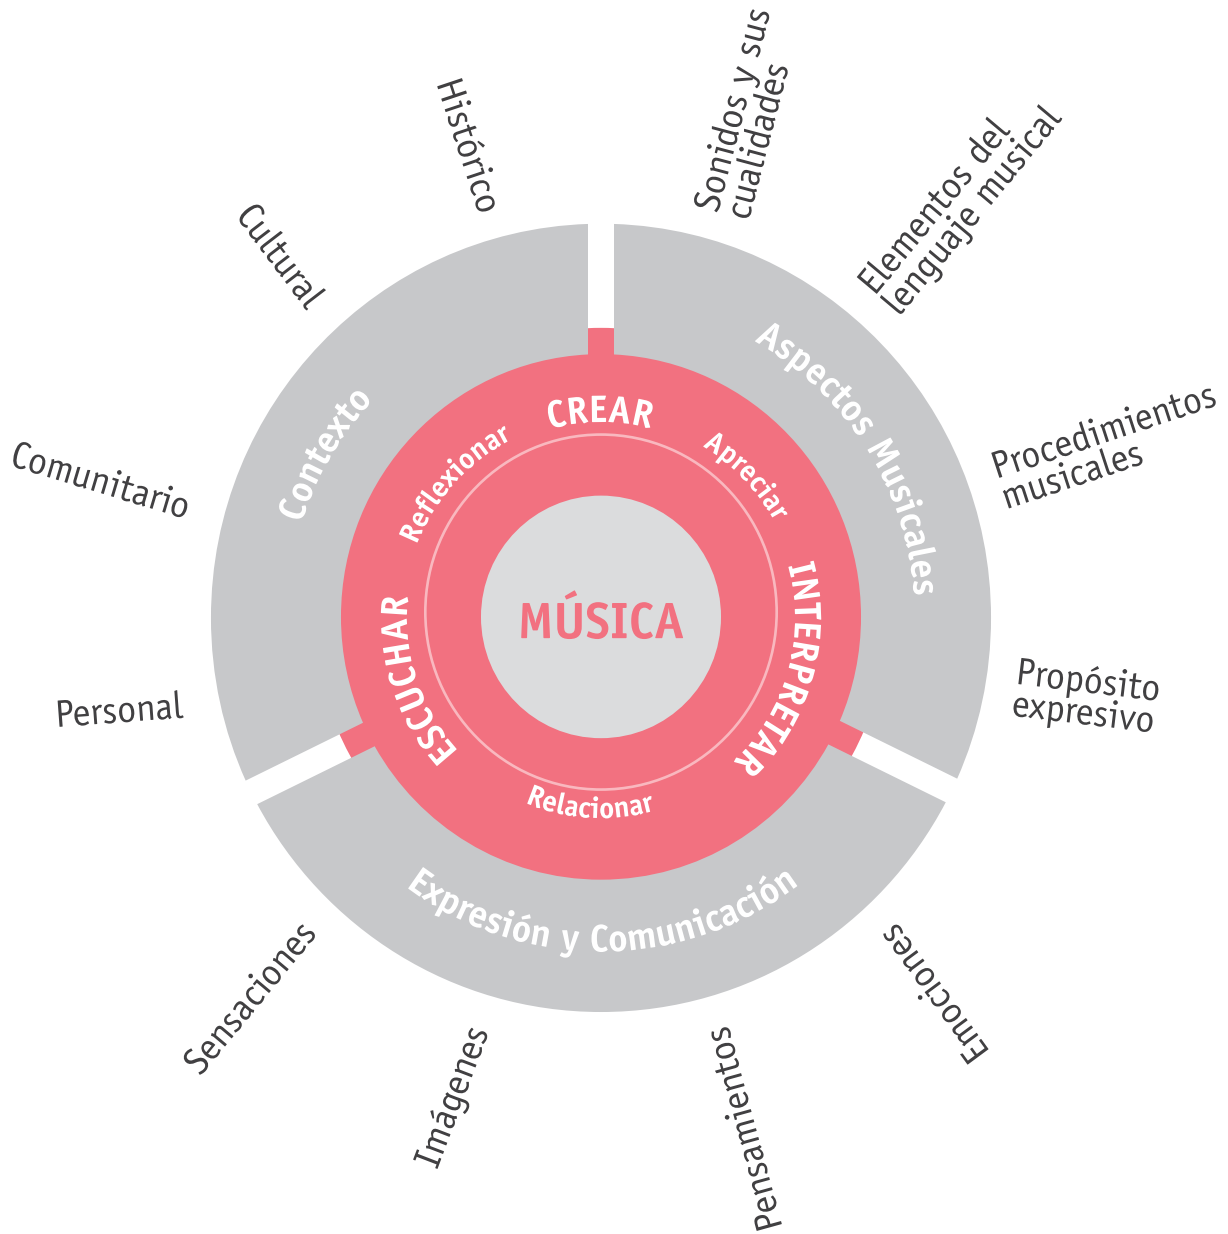 Histórico
Cultural
Comunitario
Personal
Sonidos y sus
cualidades
Elementos del
lenguaje musical
Procedimientos
musicales
Propósito
expresivo
Contexto
Aspectos Musicales
Expresión y Comunicación
CREAR
Reflexionar
Apreciar
ESCUCHAR
INTERPRETAR
Relacionar
MÚSICA
Sensaciones
Imágenes
Pensamientos
Emociones